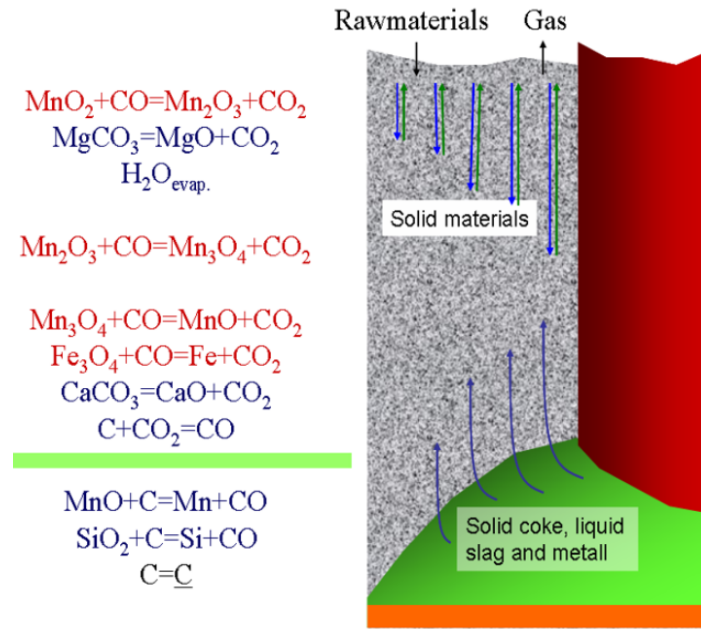 Rawmaterials Gas
MnO₂+CO=Mn₂O₃+CO₂
MgCO₃=MgO+CO₂
H₂Oevap.
Mn₂O₃+CO=Mn₃O₄+CO₂
Mn₃O₄+CO=MnO+CO₂
Fe₃O₄+CO=Fe+CO₂
CaCO₃=CaO+CO₂
C+CO₂=CO
MnO+C=Mn+CO
SiO₂+C=Si+CO
C=C
Solid materials
Solid coke, liquid
slag and metall